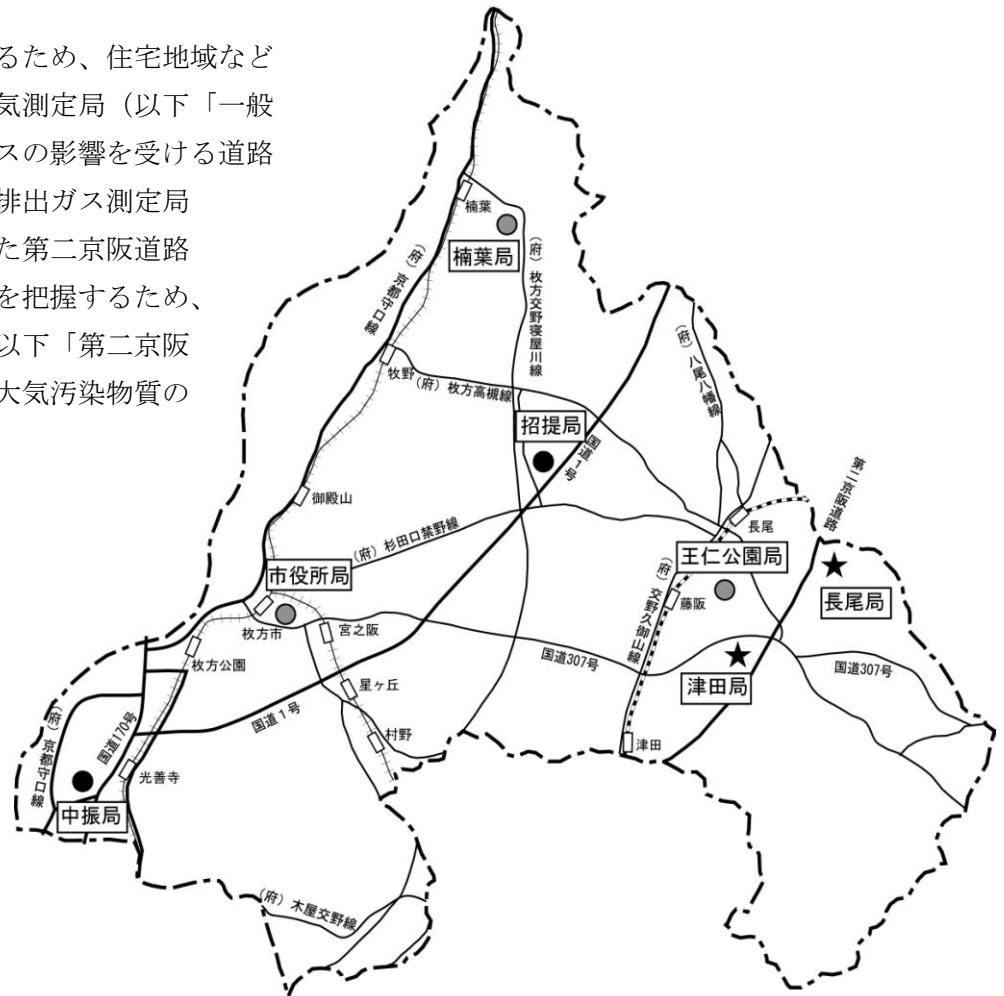 るため、住宅地域など
気測定局（以下「一般
スの影響を受ける道路
排出ガス測定局
た第二京阪道路
を把握するため、
以下「第二京阪
大気汚染物質の
楠葉
楠葉局
（府）京都守口線
（府）枚方交野寝屋川線
牧野
（府）枚方高槻線
（府）八尾八幡線
招提局
国道１号
第二京阪道路
御殿山
長尾
（府）杉田口禁野線
市役所局
王仁公園局
（府）交野久御山線
長尾局
藤阪
枚方市
宮之阪
枚方公園
国道307号
国道307号
津田局
星ヶ丘
国道１号
村野
津田
（府）京都守口線
国道170号
光善寺
中振局
（府）木屋交野線